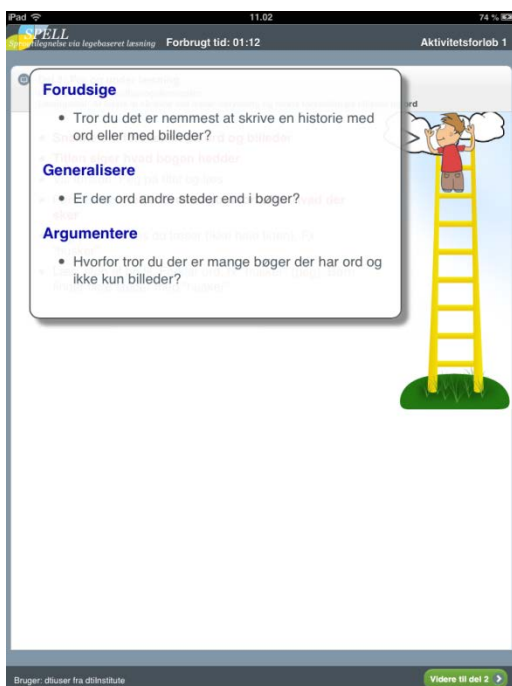 iPad 11.02 74 %
SPELL
Sprogtilegnelse via legebaseret læsning Forbrugt tid: 01:12 Aktivitetsforløb 1
Forudsige
• Tror du det er nemmest at skrive en historie med
ord eller med billeder?
Generalisere
• Er der ord andre steder end i bøger?
Argumentere
• Hvorfor tror du der er mange bøger der har ord og
ikke kun billeder?
Bruger: dtiuser fra dtiInstitute Videre til del 2